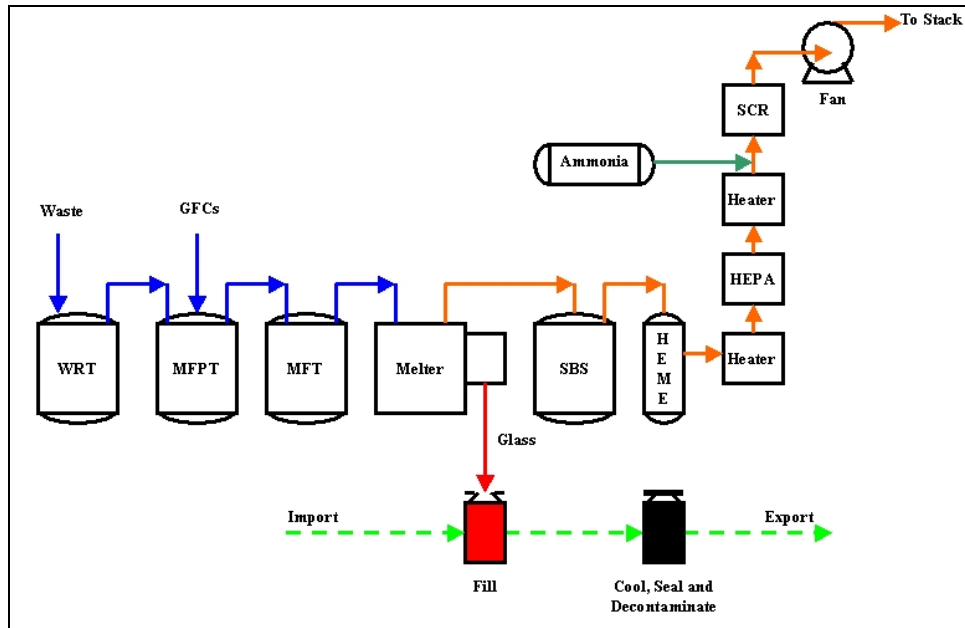 To Stack
Fan
SCR
Ammonia
Heater
Waste
GFCs
HEPA
WRT
MFPT
MFT
Melter
SBS
H
E
M
E
Heater
Glass
Import
Export
Fill
Cool, Seal and
Decontaminate